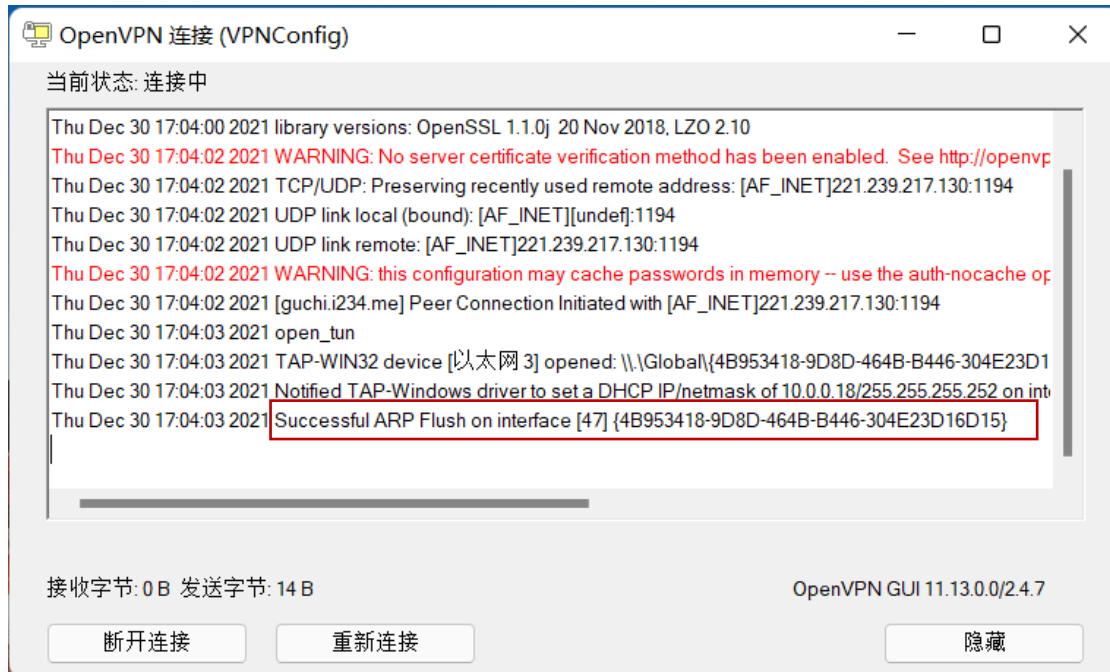 OpenVPN 连接 (VPNConfig)
当前状态: 连接中
Thu Dec 30 17:04:00 2021 library versions: OpenSSL 1.1.0j  20 Nov 2018, LZO 2.10
Thu Dec 30 17:04:02 2021 WARNING: No server certificate verification method has been enabled.  See http://openvp
Thu Dec 30 17:04:02 2021 TCP/UDP: Preserving recently used remote address: [AF_INET]221.239.217.130:1194
Thu Dec 30 17:04:02 2021 UDP link local (bound): [AF_INET][undef]:1194
Thu Dec 30 17:04:02 2021 UDP link remote: [AF_INET]221.239.217.130:1194
Thu Dec 30 17:04:02 2021 WARNING: this configuration may cache passwords in memory -- use the auth-nocache op
Thu Dec 30 17:04:02 2021 [guchi.i234.me] Peer Connection Initiated with [AF_INET]221.239.217.130:1194
Thu Dec 30 17:04:03 2021 open_tun
Thu Dec 30 17:04:03 2021 TAP-WIN32 device [以太网 3] opened: \\.\Global\{4B953418-9D8D-464B-B446-304E23D1
Thu Dec 30 17:04:03 2021 Notified TAP-Windows driver to set a DHCP IP/netmask of 10.0.0.18/255.255.255.252 on int
Thu Dec 30 17:04:03 2021 Successful ARP Flush on interface [47] {4B953418-9D8D-464B-B446-304E23D16D15}
接收字节: 0 B 发送字节: 14 B
OpenVPN GUI 11.13.0.0/2.4.7
断开连接
重新连接
隐藏